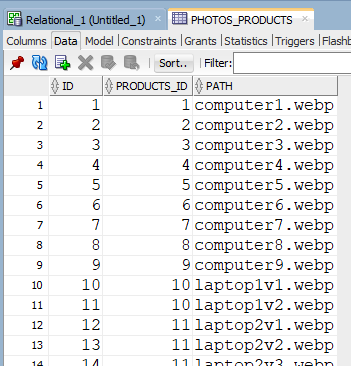 Relational_1 (Untitled_1) PHOTOS_PRODUCTS
Columns Data Model Constraints Grants Statistics Triggers Flashb
Sort.. Filter:
ID PRODUCTS_ID PATH
1 1 1 computer1.webp
2 2 2 computer2.webp
3 3 3 computer3.webp
4 4 4 computer4.webp
5 5 5 computer5.webp
6 6 6 computer6.webp
7 7 7 computer7.webp
8 8 8 computer8.webp
9 9 9 computer9.webp
10 10 10 laptop1v1.webp
11 11 10 laptop1v2.webp
12 12 11 laptop2v1.webp
13 13 11 laptop2v2.webp
14 14 11 laptop2v3.webp